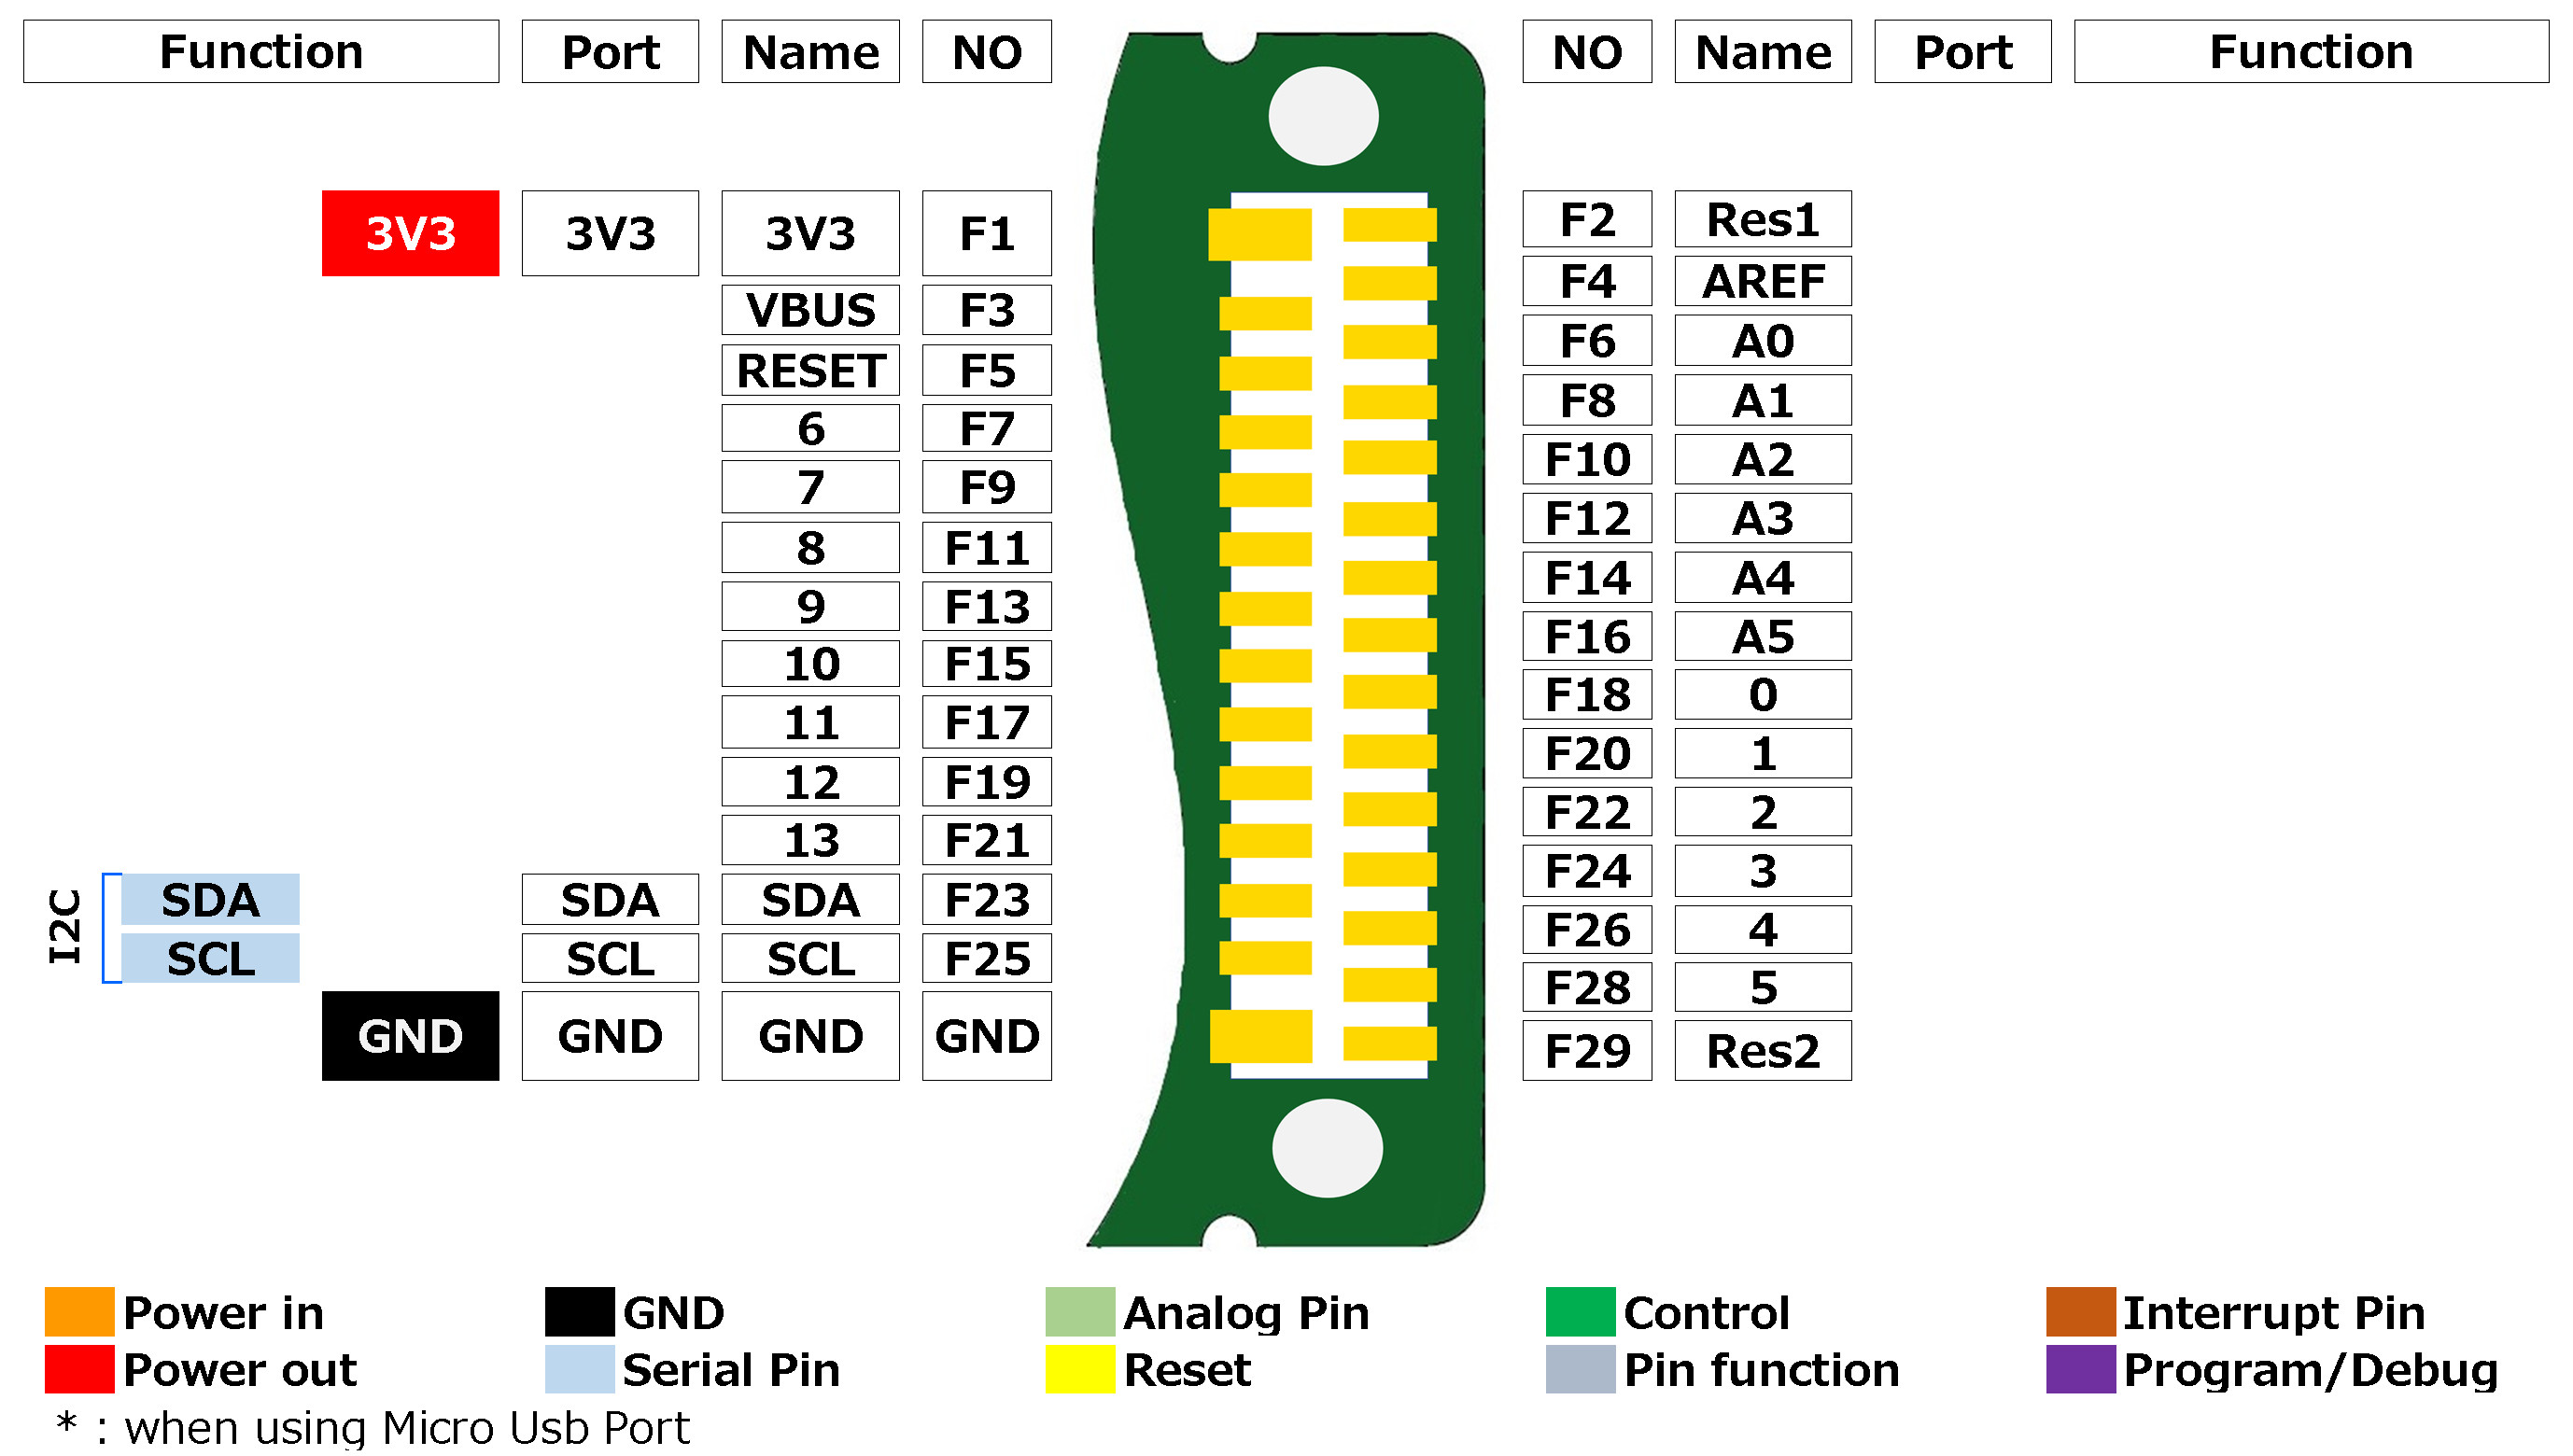 Function Port Name NO NO Name Port Function
3V3 3V3 3V3 F1 F2 Res1
VBUS F3 F4 AREF
RESET F5 F6 A0
6 F7 F8 A1
7 F9 F10 A2
8 F11 F12 A3
9 F13 F14 A4
10 F15 F16 A5
11 F17 F18 0
12 F19 F20 1
13 F21 F22 2
I2C SDA SDA SDA F23 F24 3
SCL SCL SCL F25 F26 4
F28 5
GND GND GND GND F29 Res2
Power in GND Analog Pin Control Interrupt Pin
Power out Serial Pin Reset Pin function Program/Debug
* : when using Micro Usb Port